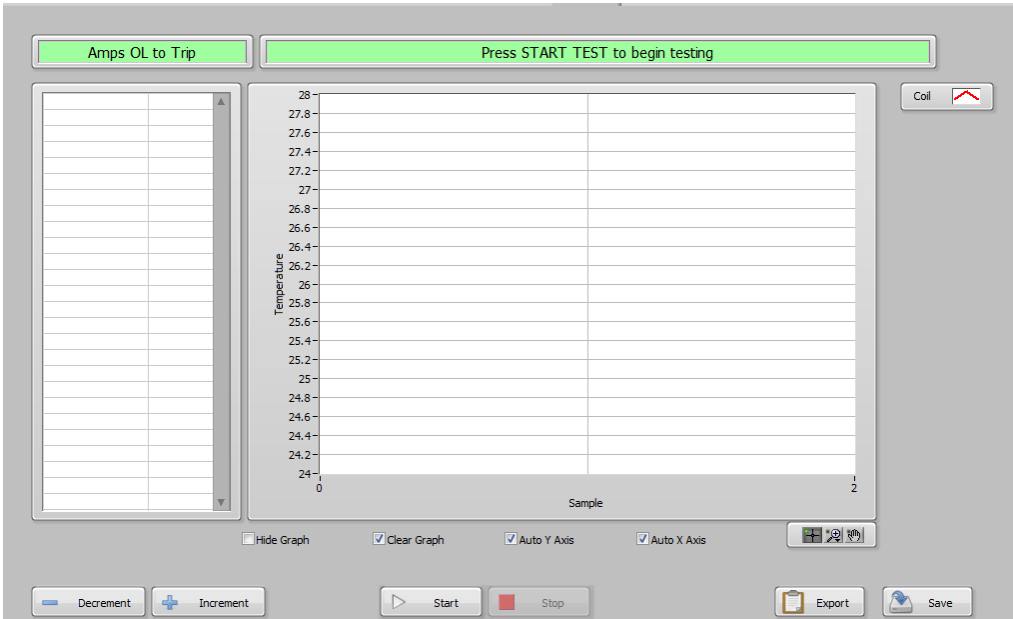 Amps OL to Trip
Press START TEST to begin testing
Coil
28
27.8
27.6
27.4
27.2
27
26.8
26.6
26.4
26.2
26
25.8
25.6
25.4
25.2
25
24.8
24.6
24.4
24.2
24
Temperature
0
2
Sample
Hide Graph
Clear Graph
Auto Y Axis
Auto X Axis
Decrement
Increment
Start
Stop
Export
Save